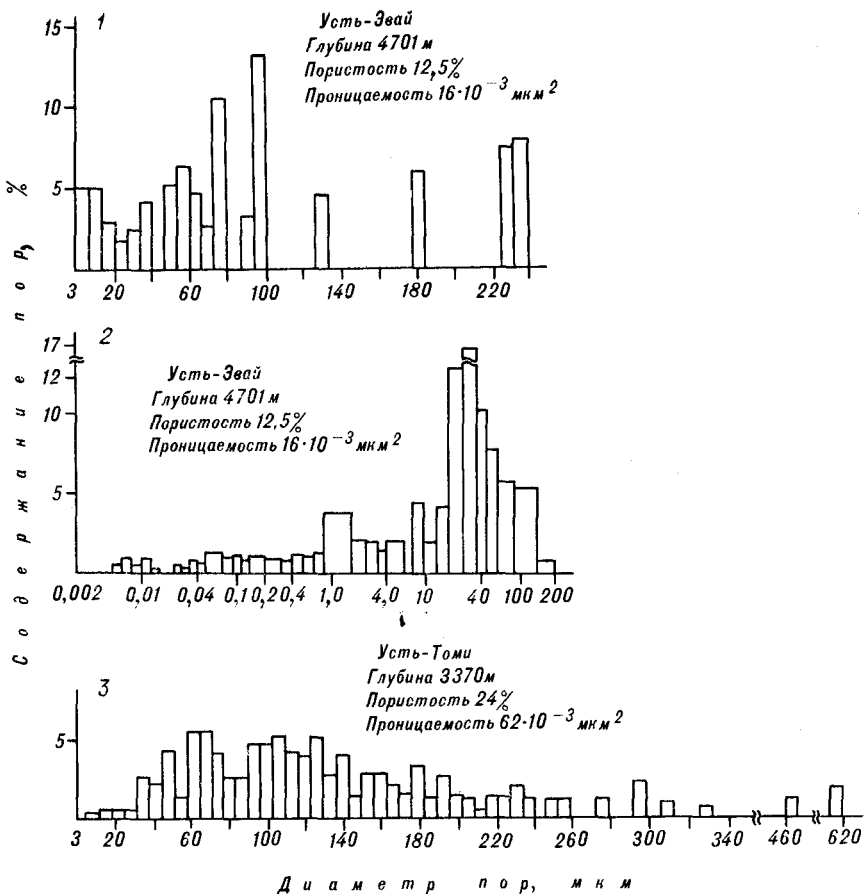 Содержание пор, %
1
Усть-Эвай
Глубина 4701 м
Пористость 12,5%
Проницаемость 16·10⁻³ мкм²
15
10
5
3 20 60 100 140 180 220
2
Усть-Эвай
Глубина 4701 м
Пористость 12,5%
Проницаемость 16·10⁻³ мкм²
17
12
10
5
0,002 0,01 0,04 0,1 0,2 0,4 1,0 4,0 10 40 100 200
3
Усть-Томи
Глубина 3370м
Пористость 24%
Проницаемость 62·10⁻³ мкм²
5
3 20 60 100 140 180 220 260 300 340 460 620
Диаметр пор, мкм